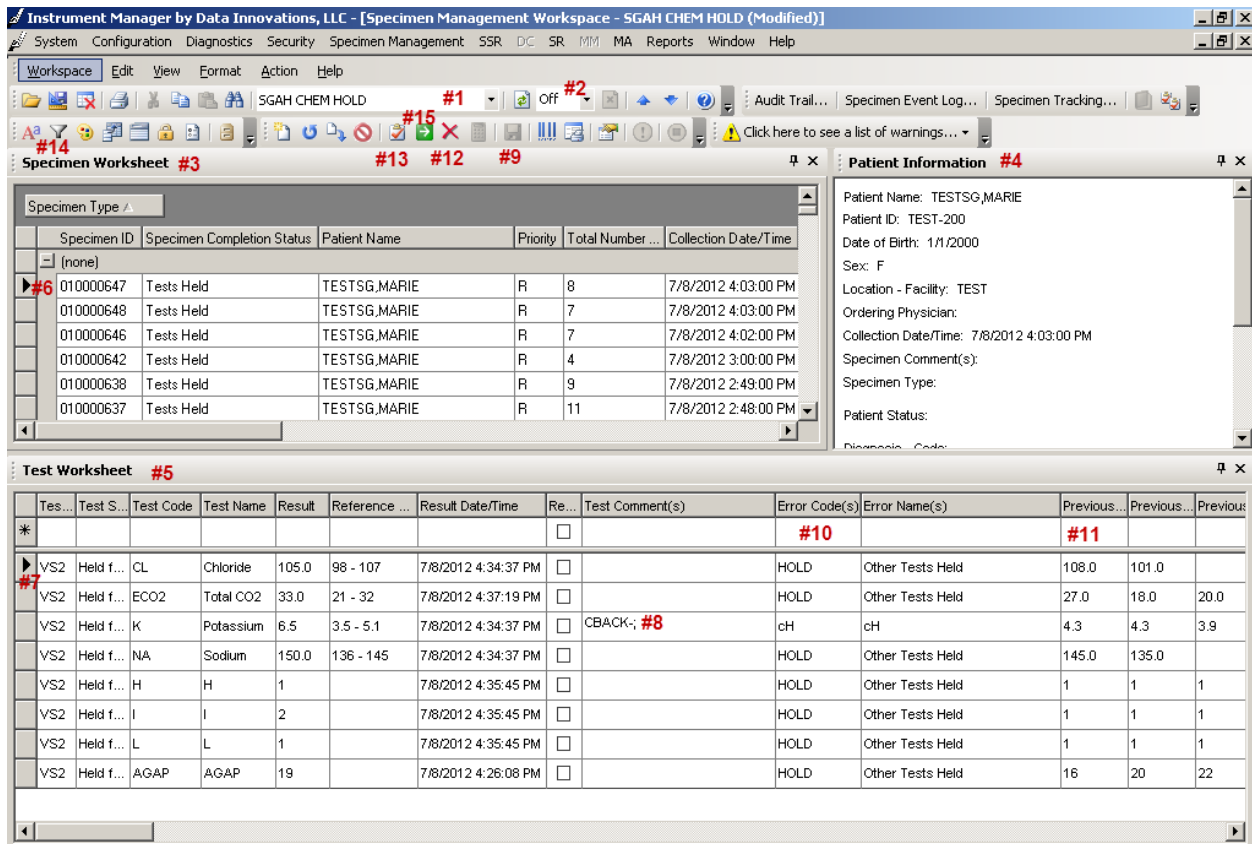 Instrument Manager by Data Innovations, LLC - [Specimen Management Workspace - SGAH CHEM HOLD (Modified)]
System Configuration Diagnostics Security Specimen Management SSR DC SR MM MA Reports Window Help
Workspace Edit View Format Action Help
SGAH CHEM HOLD #1 Off #2 Audit Trail... Specimen Event Log... Specimen Tracking...
#15
Click here to see a list of warnings...
#14 #13 #12 #9
Specimen Worksheet #3
Specimen Type
Specimen ID Specimen Completion Status Patient Name Priority Total Number ... Collection Date/Time
(none)
#6 010000647 Tests Held TESTSG,MARIE R 8 7/8/2012 4:03:00 PM
010000648 Tests Held TESTSG,MARIE R 7 7/8/2012 4:03:00 PM
010000646 Tests Held TESTSG,MARIE R 7 7/8/2012 4:02:00 PM
010000642 Tests Held TESTSG,MARIE R 4 7/8/2012 3:00:00 PM
010000638 Tests Held TESTSG,MARIE R 9 7/8/2012 2:49:00 PM
010000637 Tests Held TESTSG,MARIE R 11 7/8/2012 2:48:00 PM
Patient Information #4
Patient Name: TESTSG,MARIE
Patient ID: TEST-200
Date of Birth: 1/1/2000
Sex: F
Location - Facility: TEST
Ordering Physician:
Collection Date/Time: 7/8/2012 4:03:00 PM
Specimen Comment(s):
Specimen Type:
Patient Status:
Test Worksheet #5
Tes... Test S... Test Code Test Name Result Reference ... Result Date/Time Re... Test Comment(s) Error Code(s) Error Name(s) Previous... Previous... Previous
#10 #11
VS2 Held f... CL Chloride 105.0 98 - 107 7/8/2012 4:34:37 PM HOLD Other Tests Held 108.0 101.0
#7
VS2 Held f... ECO2 Total CO2 33.0 21 - 32 7/8/2012 4:37:19 PM HOLD Other Tests Held 27.0 18.0 20.0
VS2 Held f... K Potassium 6.5 3.5 - 5.1 7/8/2012 4:34:37 PM CBACK-; #8 cH cH 4.3 4.3 3.9
VS2 Held f... NA Sodium 150.0 136 - 145 7/8/2012 4:34:37 PM HOLD Other Tests Held 145.0 135.0
VS2 Held f... H H 1 7/8/2012 4:35:45 PM HOLD Other Tests Held 1 1 1
VS2 Held f... I I 2 7/8/2012 4:35:45 PM HOLD Other Tests Held 1 1 1
VS2 Held f... L L 1 7/8/2012 4:35:45 PM HOLD Other Tests Held 1 1 1
VS2 Held f... AGAP AGAP 19 7/8/2012 4:26:08 PM HOLD Other Tests Held 16 20 22